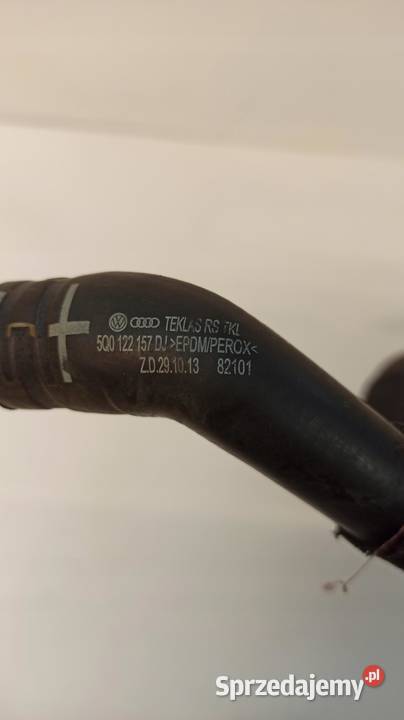 TEKLAS RS TKL
5Q0 122 157 DJ >EPDM/PEROX<
Z.D.29.10.13 82101
Sprzedajemy.pl